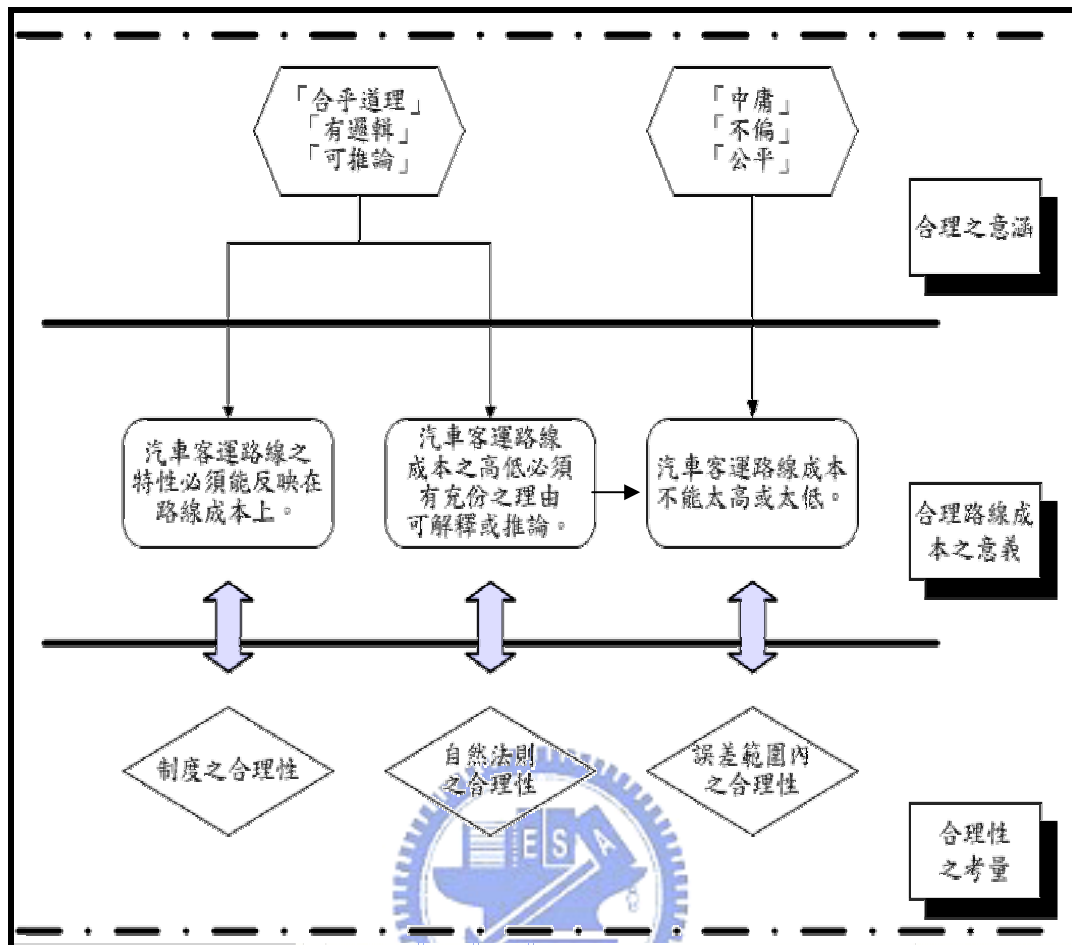 「合乎道理」
「有邏輯」
「可推論」
「中庸」
「不偏」
「公平」
合理之意涵
汽車客運路線之
特性必須能反映在
路線成本上。
汽車客運路線
成本之高低必須
有充份之理由
可解釋或推論。
汽車客運路線成本
不能太高或太低。
合理路線成
本之意義
制度之合理性
自然法則
之合理性
誤差範圍內
之合理性
合理性
之考量
E S A